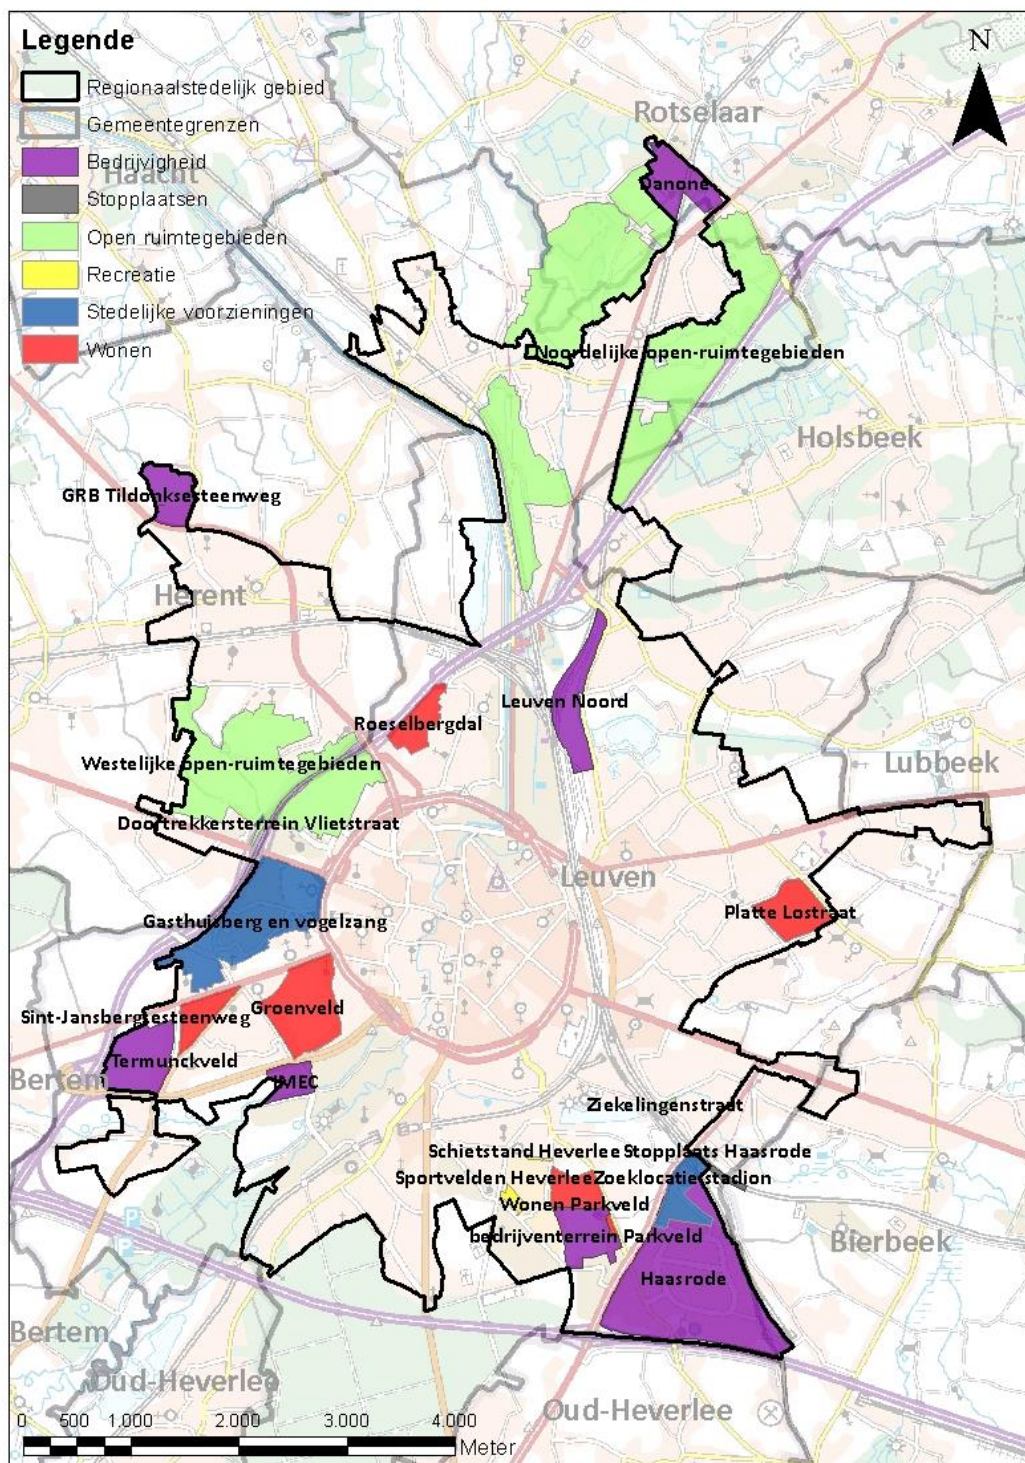 Legende
N
Regionaalstedelijk gebied
Gemeentegrenzen
Bedrijvigheid
Stopplaatsen
Open ruimtegebieden
Recreatie
Stedelijke voorzieningen
Wonen
Haacht
Rotselaar
Danone
Noordelijke open-ruimtegebieden
Holsbeek
GRB Tildonksesteenweg
Herent
Leuven Noord
Roeselbergdal
Westelijke open-ruimtegebieden
Lubbeek
Doortrekkersterrein Vlietstraat
Leuven
Gasthuisberg en vogelzang
Platte Lostraat
Groenveld
Sint-Jansbergsesteenweg
Termunckveld
Bertem
IMEC
Ziekelingenstraat
Schietstand Heverlee
Stopplaats Haasrode
Sportvelden Heverlee
Zoeklocatie stadion
Wonen Parkveld
bedrijventerrein Parkveld
Bierbeek
Haasrode
Bertem
Oud-Heverlee
Oud-Heverlee
0 500 1.000 2.000 3.000 4.000
Meter